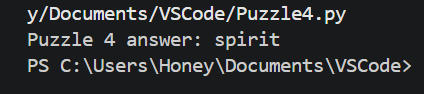 y/Documents/VSCode/Puzzle4.py
Puzzle 4 answer: spirit
PS C:\Users\Honey\Documents\VSCode>